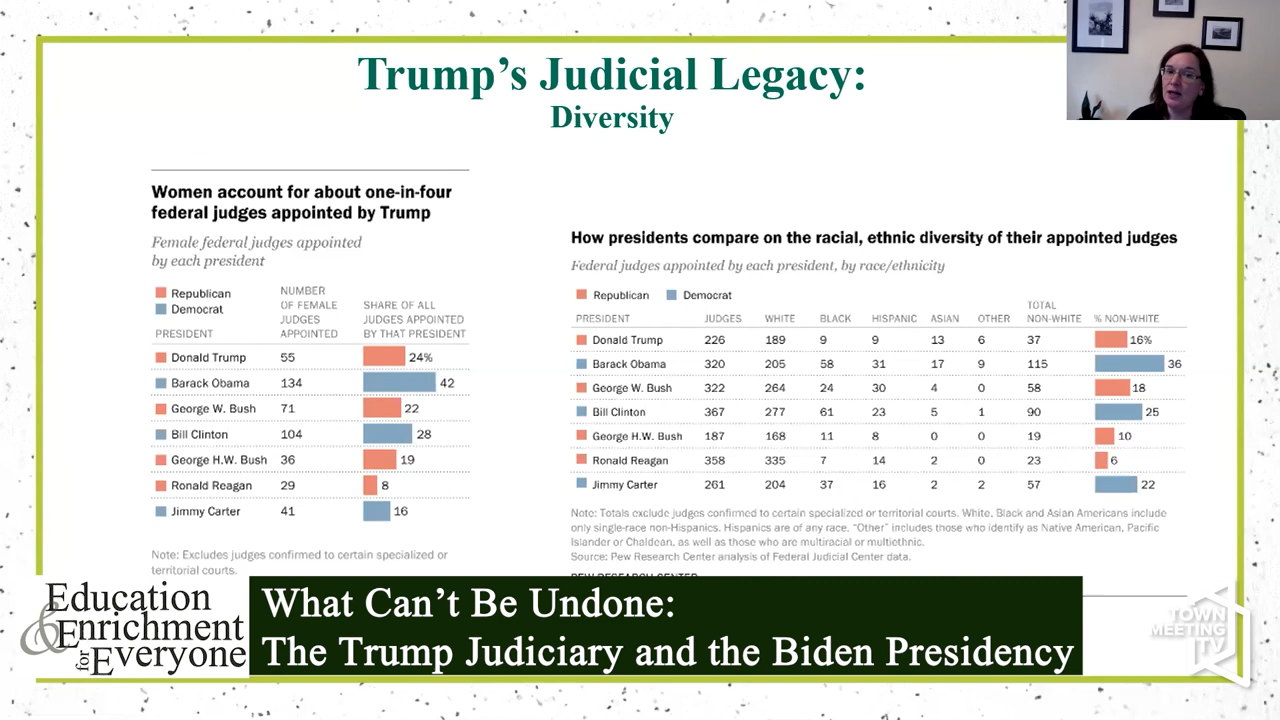 Trump's Judicial Legacy:
Diversity
Women account for about one-in-four
federal judges appointed by Trump
Female federal judges appointed
by each president
Republican
Democrat
PRESIDENT
NUMBER
OF FEMALE
JUDGES
APPOINTED
SHARE OF ALL
JUDGES APPOINTED
BY THAT PRESIDENT
Donald Trump 55 24%
Barack Obama 134 42
George W. Bush 71 22
Bill Clinton 104 28
George H.W. Bush 36 19
Ronald Reagan 29 8
Jimmy Carter 41 16
Note: Excludes judges confirmed to certain specialized or
territorial courts.
How presidents compare on the racial, ethnic diversity of their appointed judges
Federal judges appointed by each president, by race/ethnicity
Republican Democrat
PRESIDENT JUDGES WHITE BLACK HISPANIC ASIAN OTHER TOTAL NON-WHITE % NON-WHITE
Donald Trump 226 189 9 9 13 6 37 16%
Barack Obama 320 205 58 31 17 9 115 36
George W. Bush 322 264 24 30 4 0 58 18
Bill Clinton 367 277 61 23 5 1 90 25
George H.W. Bush 187 168 11 8 0 0 19 10
Ronald Reagan 358 335 7 14 2 0 23 6
Jimmy Carter 261 204 37 16 2 2 57 22
Note: Totals exclude judges confirmed to certain specialized or territorial courts. White, Black and Asian Americans include
only single-race non-Hispanics. Hispanics are of any race. "Other" includes those who identify as Native American, Pacific
Islander or Chaldean, as well as those who are multiracial or multiethnic.
Source: Pew Research Center analysis of Federal Judicial Center data.
PEW RESEARCH CENTER
Education
& Enrichment
for Everyone
What Can't Be Undone:
The Trump Judiciary and the Biden Presidency
TOWN
MEETING
TV